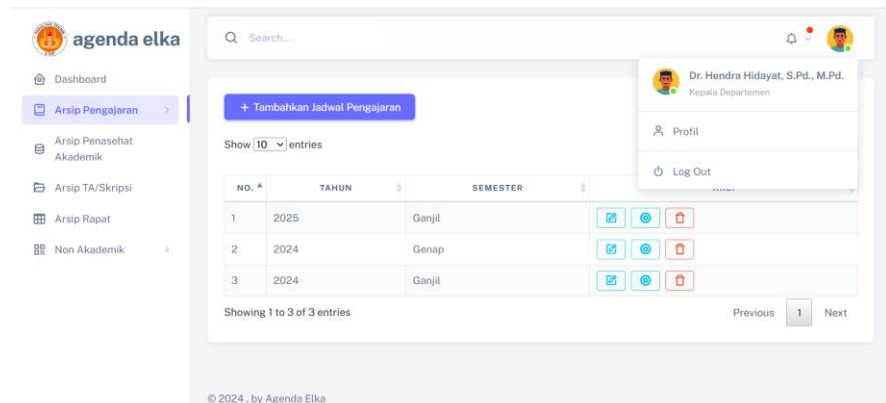 agenda elka
Search...
Dashboard
Arsip Pengajaran
Arsip Penasehat
Akademik
Arsip TA/Skripsi
Arsip Rapat
Non Akademik
Dr. Hendra Hidayat, S.Pd., M.Pd.
Kepala Departemen
Profil
Log Out
+ Tambahkan Jadwal Pengajaran
Show 10 entries
NO. TAHUN SEMESTER
1 2025 Ganjil
2 2024 Genap
3 2024 Ganjil
Showing 1 to 3 of 3 entries
Previous 1 Next
© 2024 , by Agenda Elka